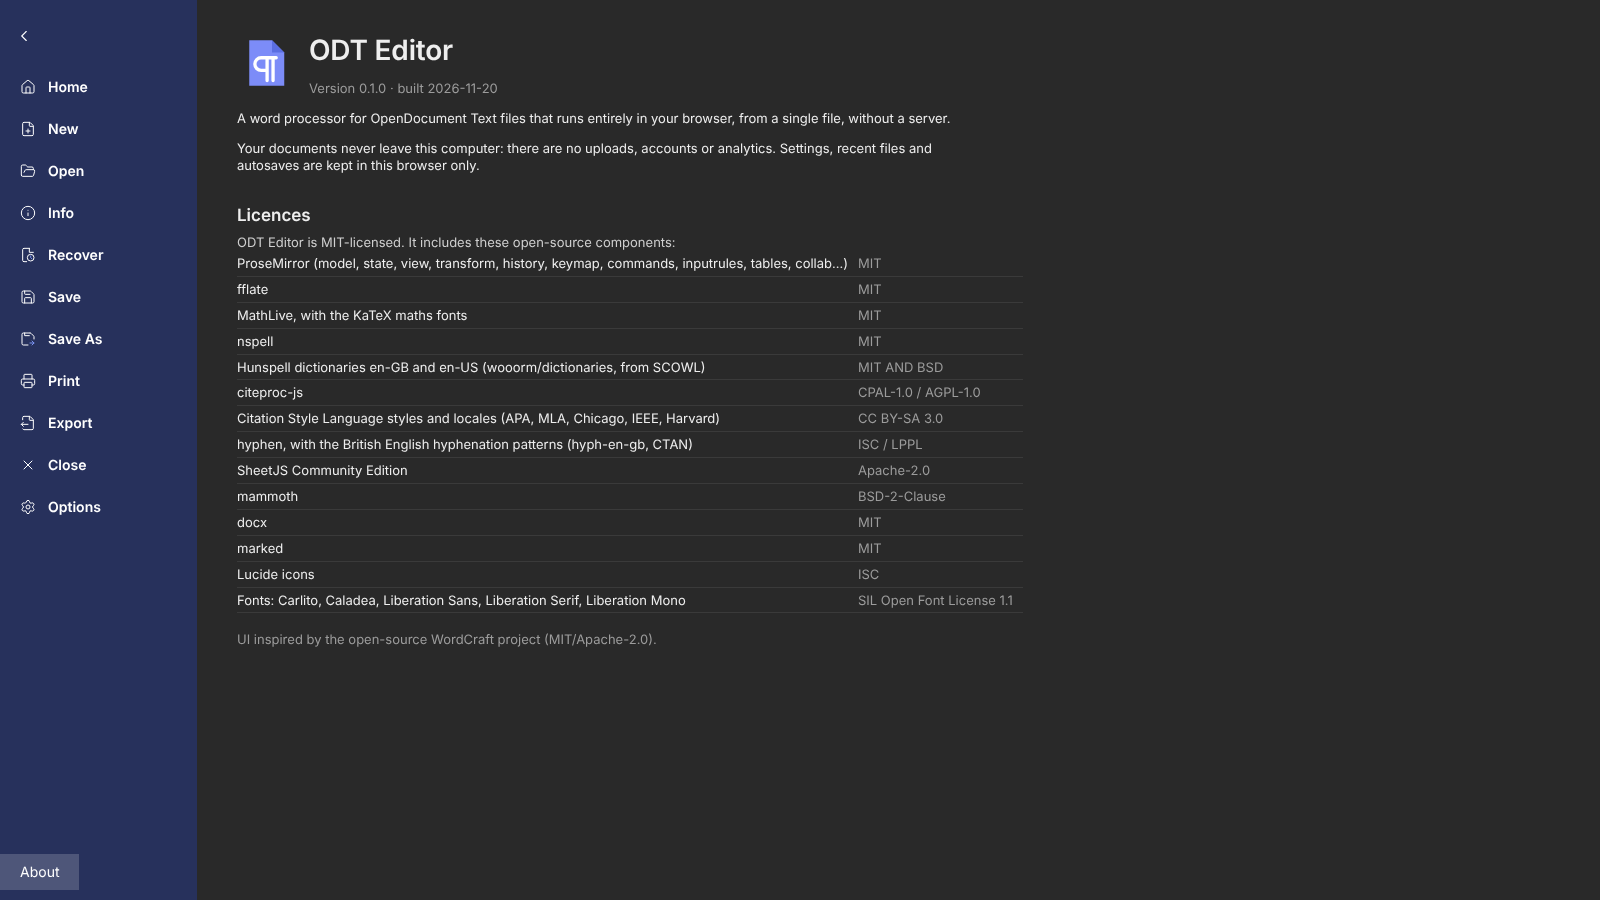 Home
New
Open
Info
Recover
Save
Save As
Print
Export
Close
Options
About
ODT Editor
Version 0.1.0 · built 2026-11-20
A word processor for OpenDocument Text files that runs entirely in your browser, from a single file, without a server.
Your documents never leave this computer: there are no uploads, accounts or analytics. Settings, recent files and
autosaves are kept in this browser only.
Licences
ODT Editor is MIT-licensed. It includes these open-source components:
ProseMirror (model, state, view, transform, history, keymap, commands, inputrules, tables, collab…) MIT
fflate MIT
MathLive, with the KaTeX maths fonts MIT
nspell MIT
Hunspell dictionaries en-GB and en-US (wooorm/dictionaries, from SCOWL) MIT AND BSD
citeproc-js CPAL-1.0 / AGPL-1.0
Citation Style Language styles and locales (APA, MLA, Chicago, IEEE, Harvard) CC BY-SA 3.0
hyphen, with the British English hyphenation patterns (hyph-en-gb, CTAN) ISC / LPPL
SheetJS Community Edition Apache-2.0
mammoth BSD-2-Clause
docx MIT
marked MIT
Lucide icons ISC
Fonts: Carlito, Caladea, Liberation Sans, Liberation Serif, Liberation Mono SIL Open Font License 1.1
UI inspired by the open-source WordCraft project (MIT/Apache-2.0).